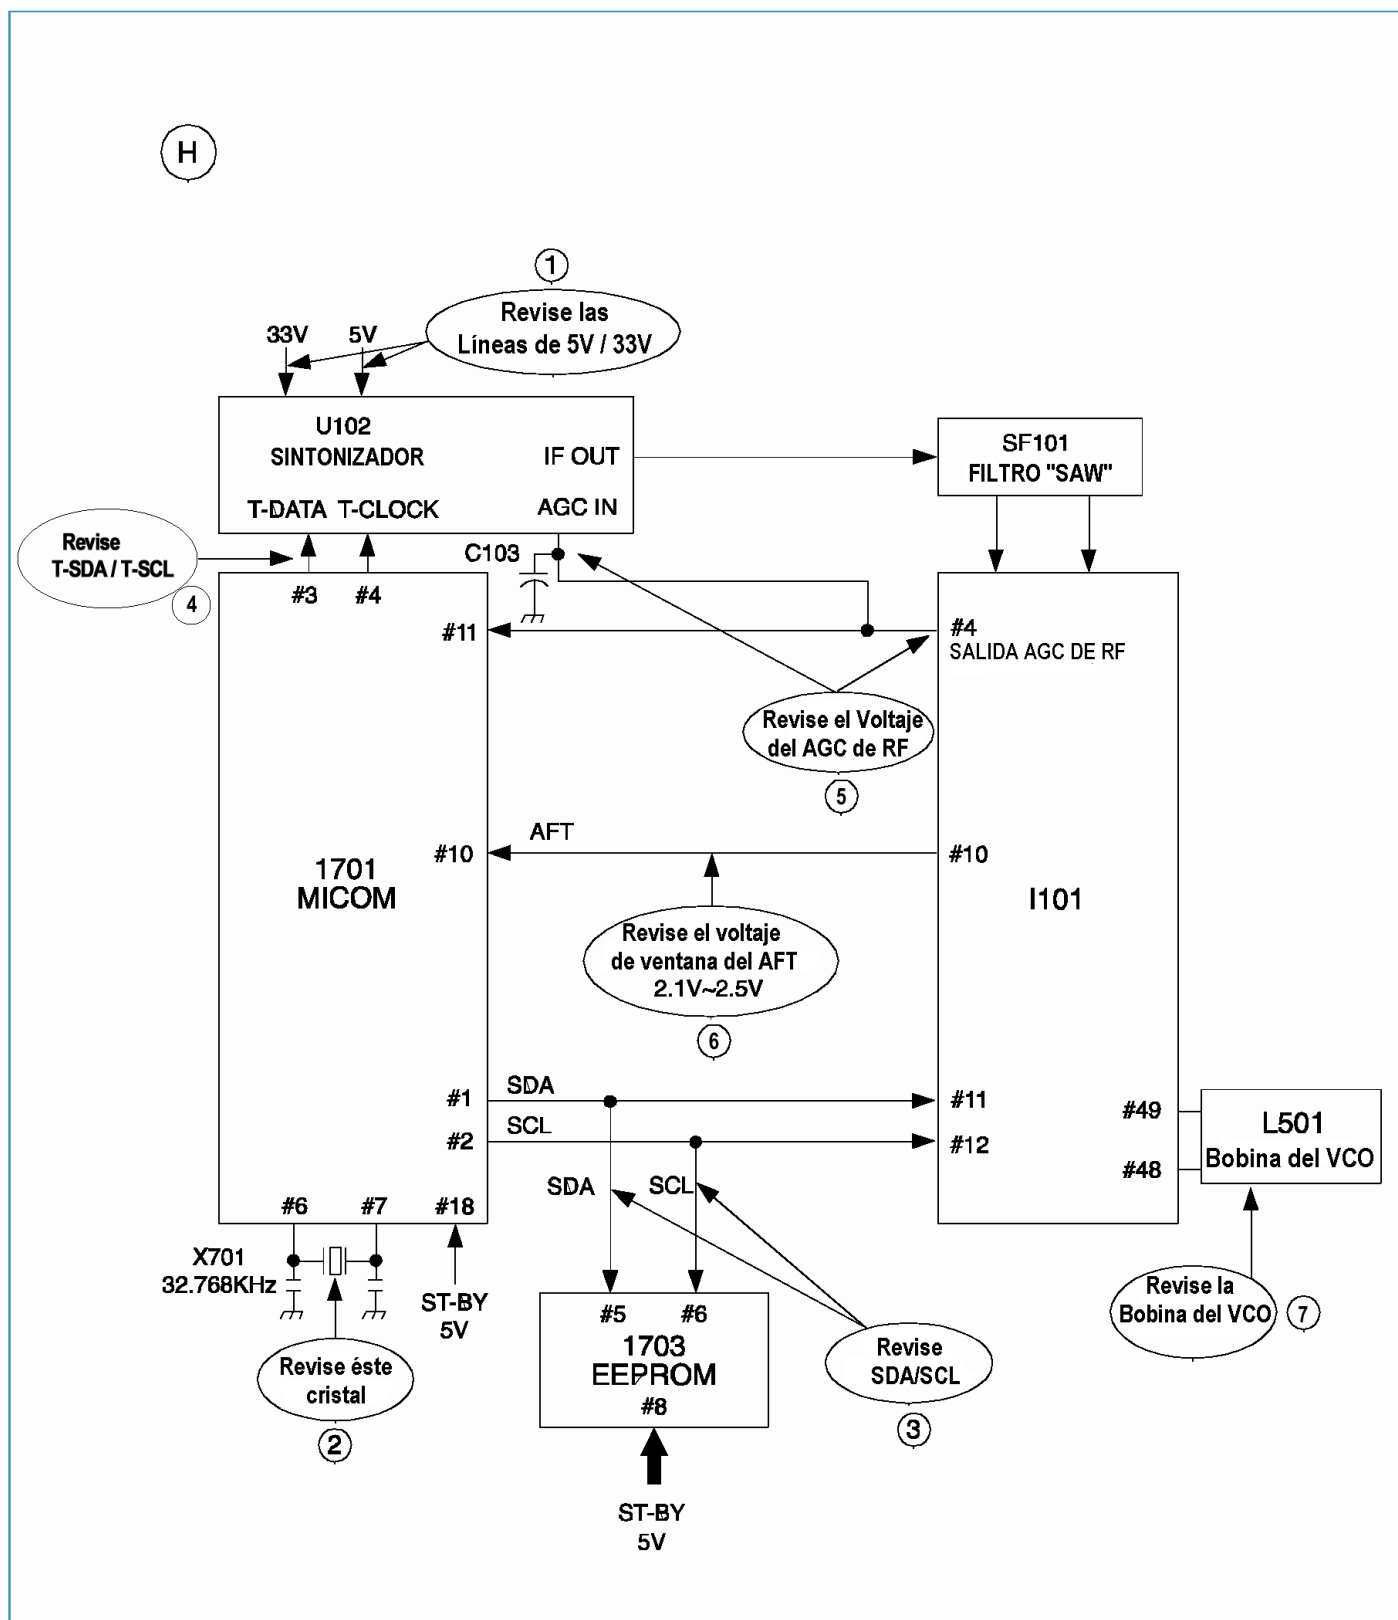 H
1
Revise las
Líneas de 5V / 33V
33V
5V
U102
SINTONIZADOR
IF OUT
T-DATA
T-CLOCK
AGC IN
SF101
FILTRO "SAW"
Revise
T-SDA / T-SCL
4
C103
#3
#4
#11
#4
SALIDA AGC DE RF
Revise el Voltaje
del AGC de RF
5
AFT
#10
#10
1701
MICOM
I101
Revise el voltaje
de ventana del AFT
2.1V~2.5V
6
#1
SDA
#11
#2
SCL
#12
#49
#48
L501
Bobina del VCO
SDA
SCL
#6
#7
#18
X701
32.768KHz
ST-BY
5V
Revise éste
cristal
2
#5
#6
1703
EEPROM
#8
ST-BY
5V
Revise
SDA/SCL
3
Revise la
Bobina del VCO
7